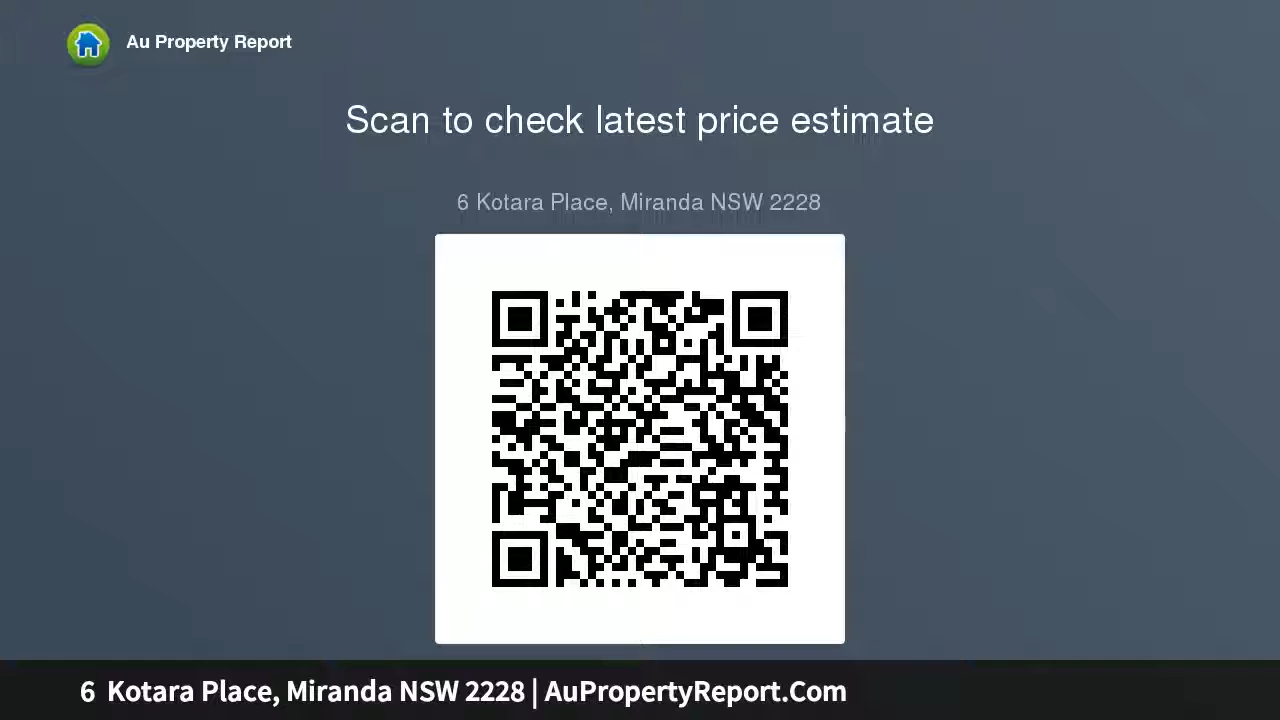 Au Property Report
Scan to check latest price estimate
6 Kotara Place, Miranda NSW 2228
6 Kotara Place, Miranda NSW 2228 | AuPropertyReport.Com